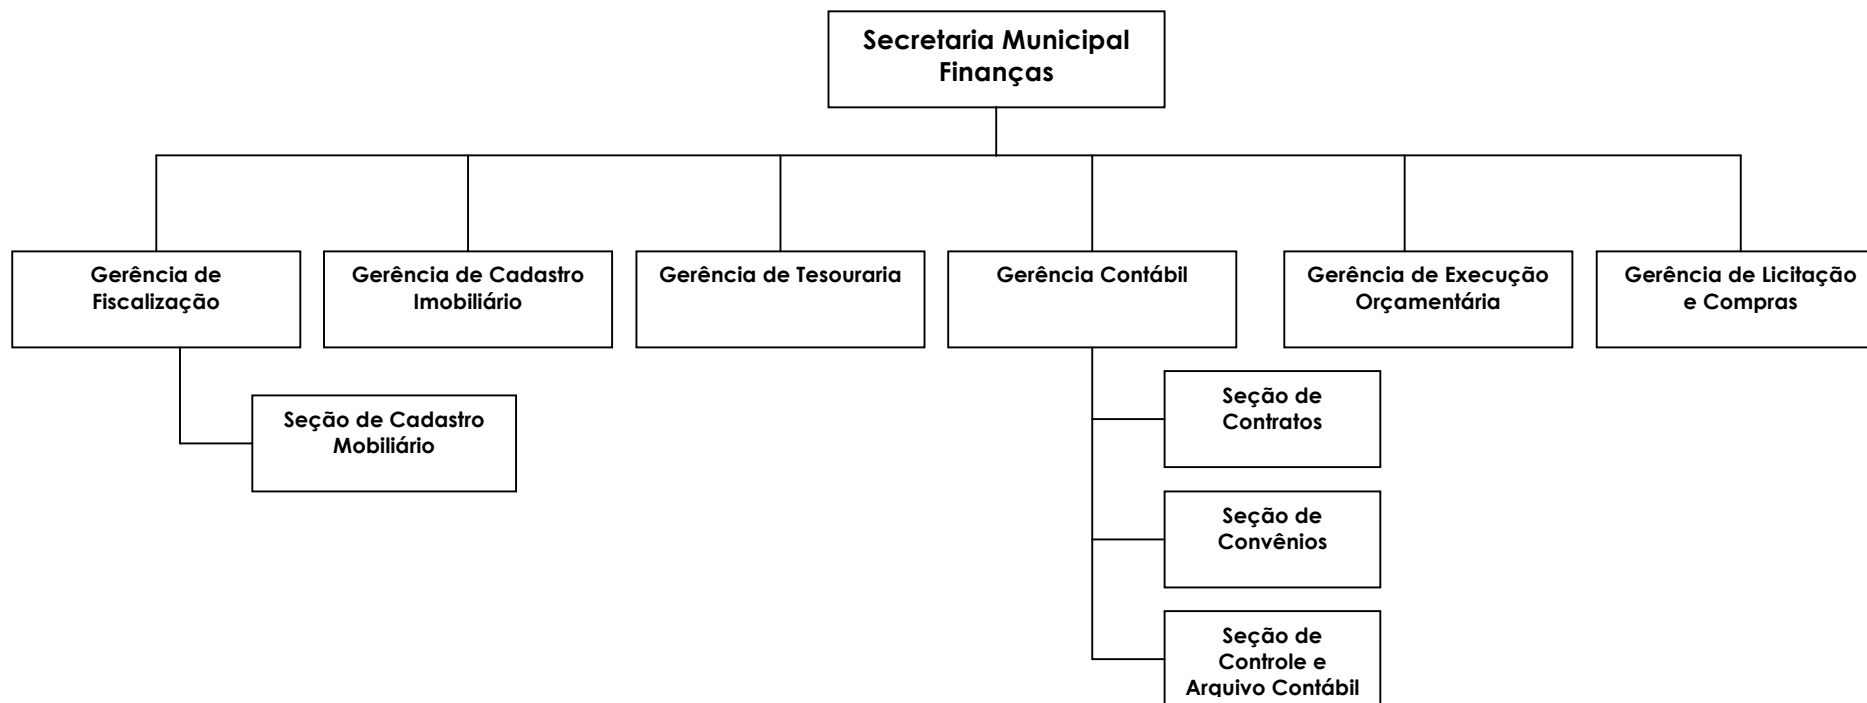 Secretaria Municipal
Finanças
Gerência de
Fiscalização
Gerência de Cadastro
Imobiliário
Gerência de Tesouraria
Gerência Contábil
Gerência de Execução
Orçamentária
Gerência de Licitação
e Compras
Seção de Cadastro
Mobiliário
Seção de
Contratos
Seção de
Convênios
Seção de
Controle e
Arquivo Contábil